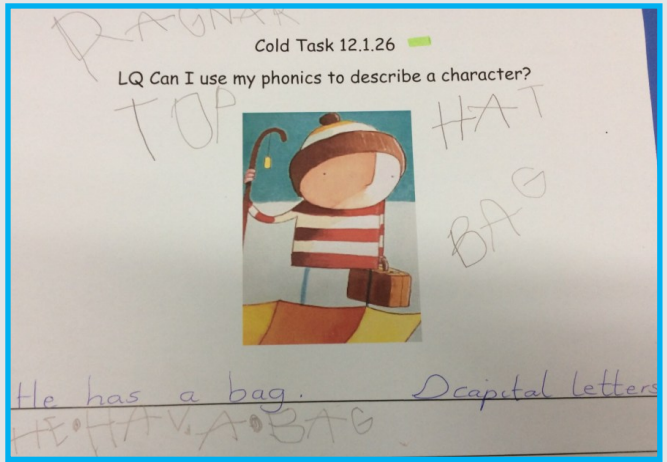 RAGNAR
Cold Task 12.1.26
LQ Can I use my phonics to describe a character?
TOP HAT
BAG
He has a bag. capital letters
HE•HAV•A•BAG